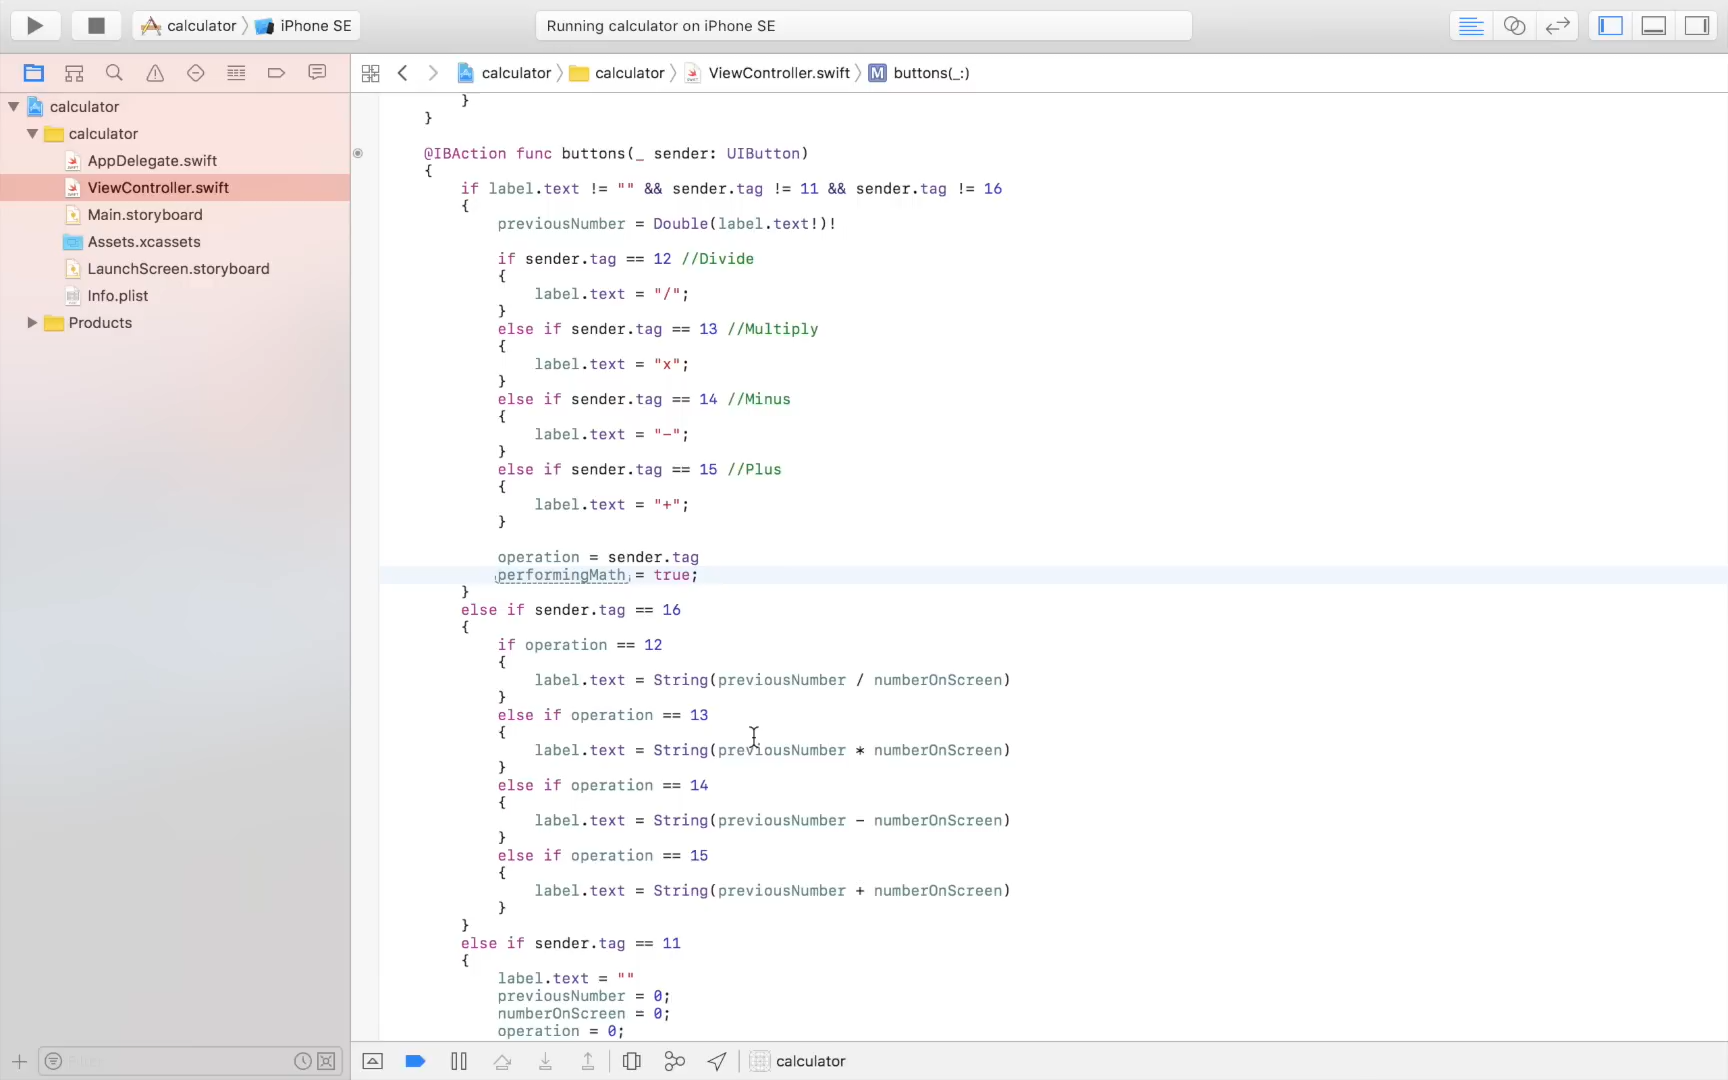 calculator 〉 iPhone SE
Running calculator on iPhone SE
calculator 〉 calculator 〉 ViewController.swift 〉 M buttons(_:)
calculator
calculator
AppDelegate.swift
ViewController.swift
Main.storyboard
Assets.xcassets
LaunchScreen.storyboard
Info.plist
Products
}
}
@IBAction func buttons(_ sender: UIButton)
{
if label.text != "" && sender.tag != 11 && sender.tag != 16
{
previousNumber = Double(label.text!)!
if sender.tag == 12 //Divide
{
label.text = "/";
}
else if sender.tag == 13 //Multiply
{
label.text = "x";
}
else if sender.tag == 14 //Minus
{
label.text = "-";
}
else if sender.tag == 15 //Plus
{
label.text = "+";
}
operation = sender.tag
performingMath = true;
}
else if sender.tag == 16
{
if operation == 12
{
label.text = String(previousNumber / numberOnScreen)
}
else if operation == 13
{
label.text = String(previousNumber * numberOnScreen)
}
else if operation == 14
{
label.text = String(previousNumber - numberOnScreen)
}
else if operation == 15
{
label.text = String(previousNumber + numberOnScreen)
}
}
else if sender.tag == 11
{
label.text = ""
previousNumber = 0;
numberOnScreen = 0;
operation = 0;
Filter
calculator